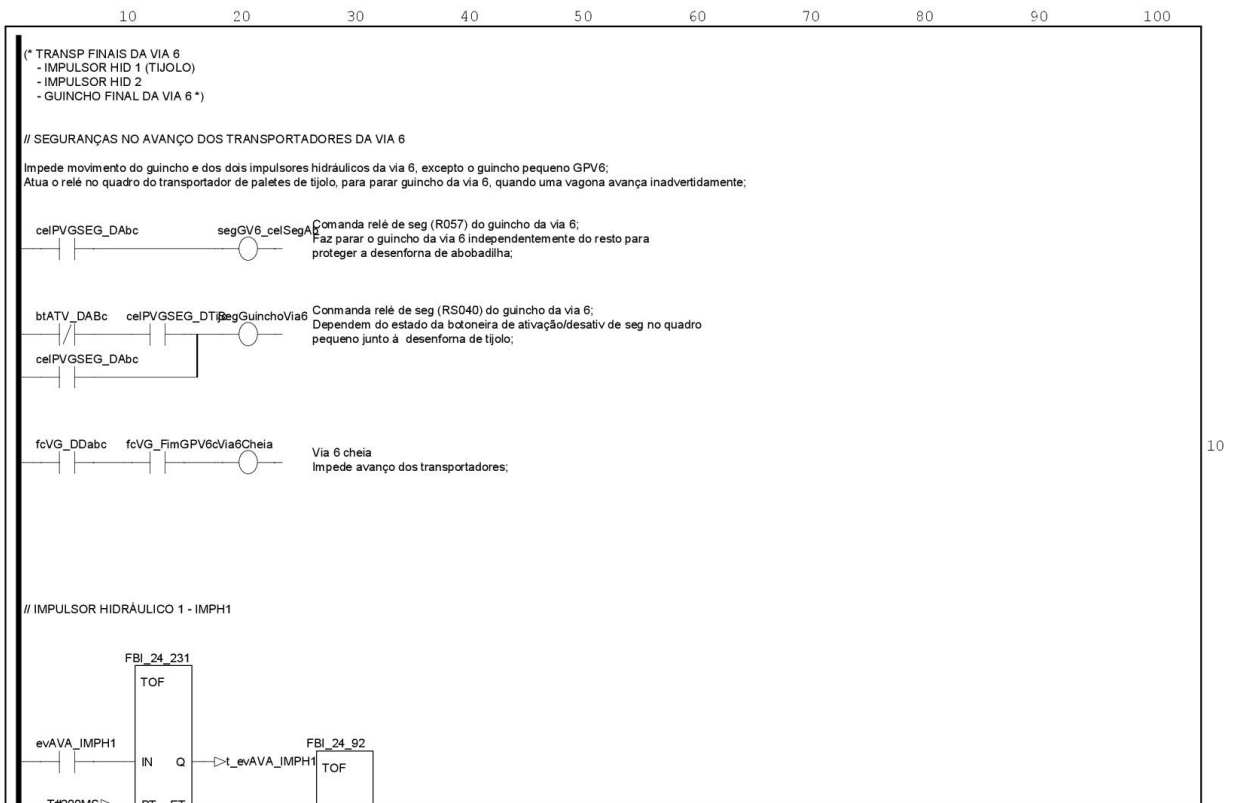 10 20 30 40 50 60 70 80 90 100
(* TRANSP FINAIS DA VIA 6
- IMPULSOR HID 1 (TIJOLO)
- IMPULSOR HID 2
- GUINCHO FINAL DA VIA 6 *)
// SEGURANÇAS NO AVANÇO DOS TRANSPORTADORES DA VIA 6
Impede movimento do guincho e dos dois impulsores hidráulicos da via 6, excepto o guincho pequeno GPV6;
Atua o relé no quadro do transportador de paletes de tijolo, para parar guincho da via 6, quando uma vagona avança inadvertidamente;
celPVGSEG_DAbc segGV6_celSegAb Comanda relé de seg (R057) do guincho da via 6;
Faz parar o guincho da via 6 independentemente do resto para
proteger a desenforna de abobadilha;
btATV_DABc celPVGSEG_DTijc SegGuinchoVia6 Conmanda relé de seg (RS040) do guincho da via 6;
Dependem do estado da botoneira de ativação/desativ de seg no quadro
pequeno junto à desenforna de tijolo;
celPVGSEG_DAbc
fcVG_DDabc fcVG_FimGPV6c Via6Cheia
Via 6 cheia
Impede avanço dos transportadores;
10
// IMPULSOR HIDRÁULICO 1 - IMPH1
FBI_24_231
TOF
evAVA_IMPH1 FBI_24_92
IN Q t_evAVA_IMPH1 TOF
PT ET